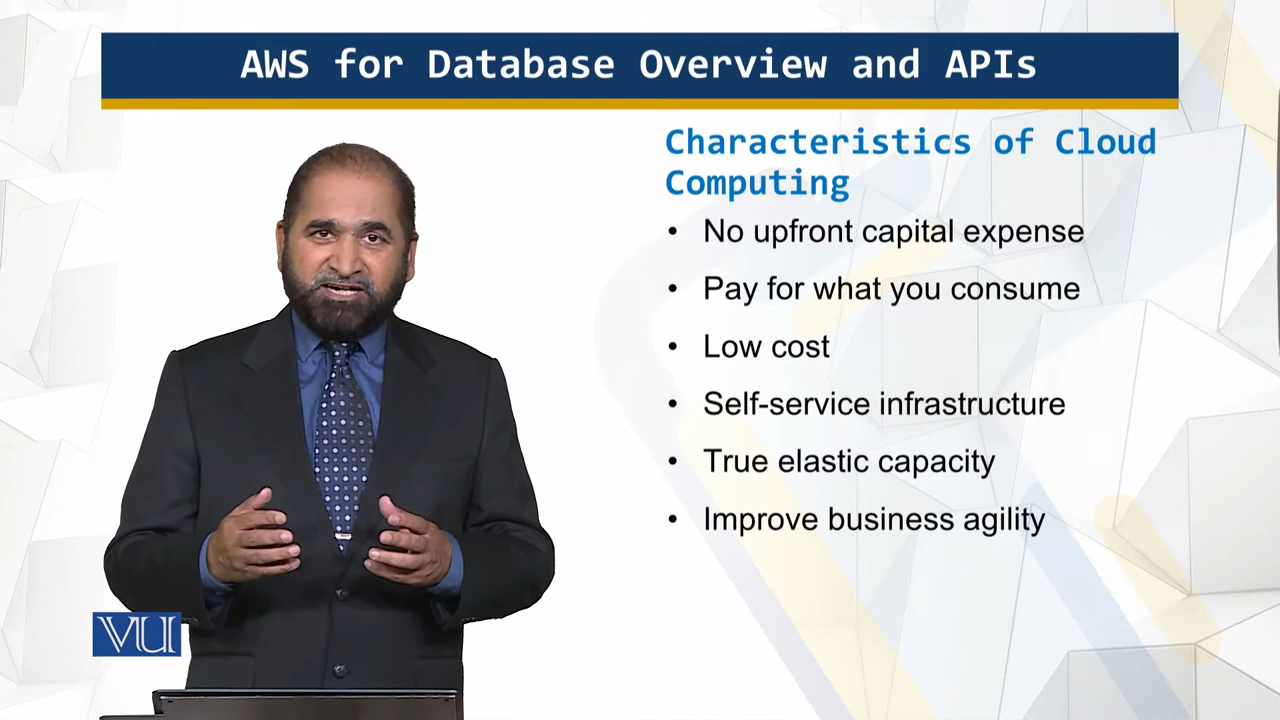 AWS for Database Overview and APIs
Characteristics of Cloud
Computing
• No upfront capital expense
• Pay for what you consume
• Low cost
• Self-service infrastructure
• True elastic capacity
• Improve business agility
VU